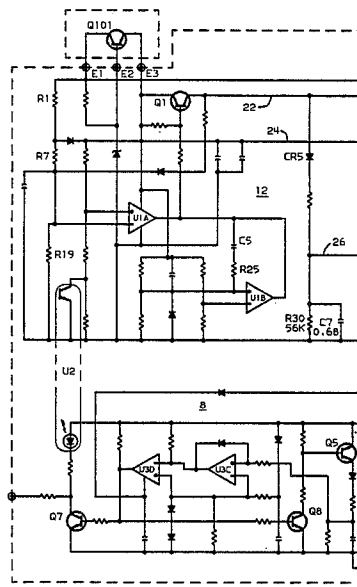 Q101
E1 E2 E3
R1
Q1
22
24
R7
CR5
12
U1A
C5
R19
R25
26
U1B
R30
56K
C7
0.68
U2
8
Q5
U3D
U3C
Q7
Q8